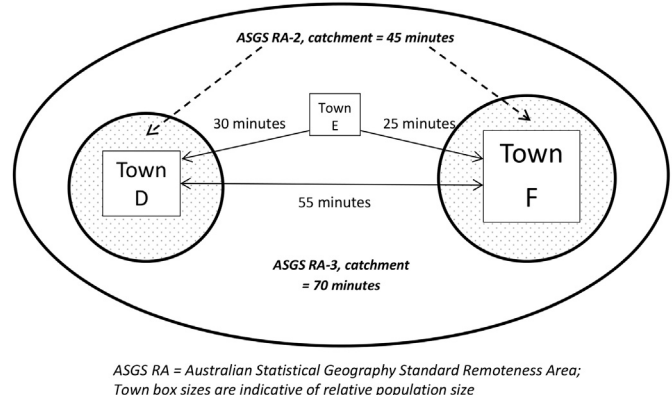 ASGS RA-2, catchment = 45 minutes
Town
E
30 minutes
25 minutes
Town
D
Town
F
55 minutes
ASGS RA-3, catchment
= 70 minutes
ASGS RA = Australian Statistical Geography Standard Remoteness Area;
Town box sizes are indicative of relative population size